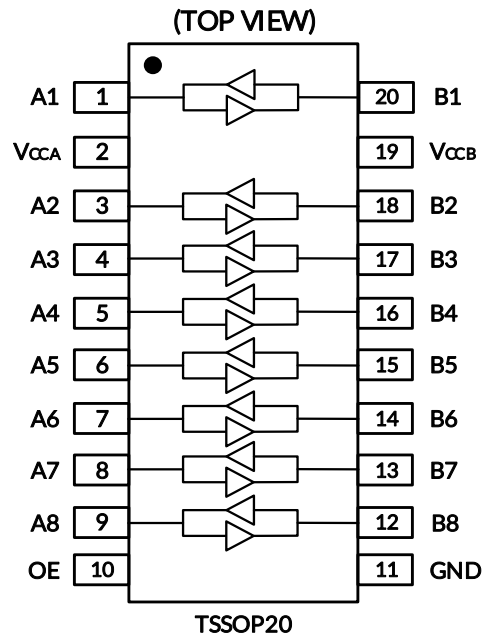 (TOP VIEW)
A1 1 20 B1
VCCA 2 19 VCCB
A2 3 18 B2
A3 4 17 B3
A4 5 16 B4
A5 6 15 B5
A6 7 14 B6
A7 8 13 B7
A8 9 12 B8
OE 10 11 GND
TSSOP20